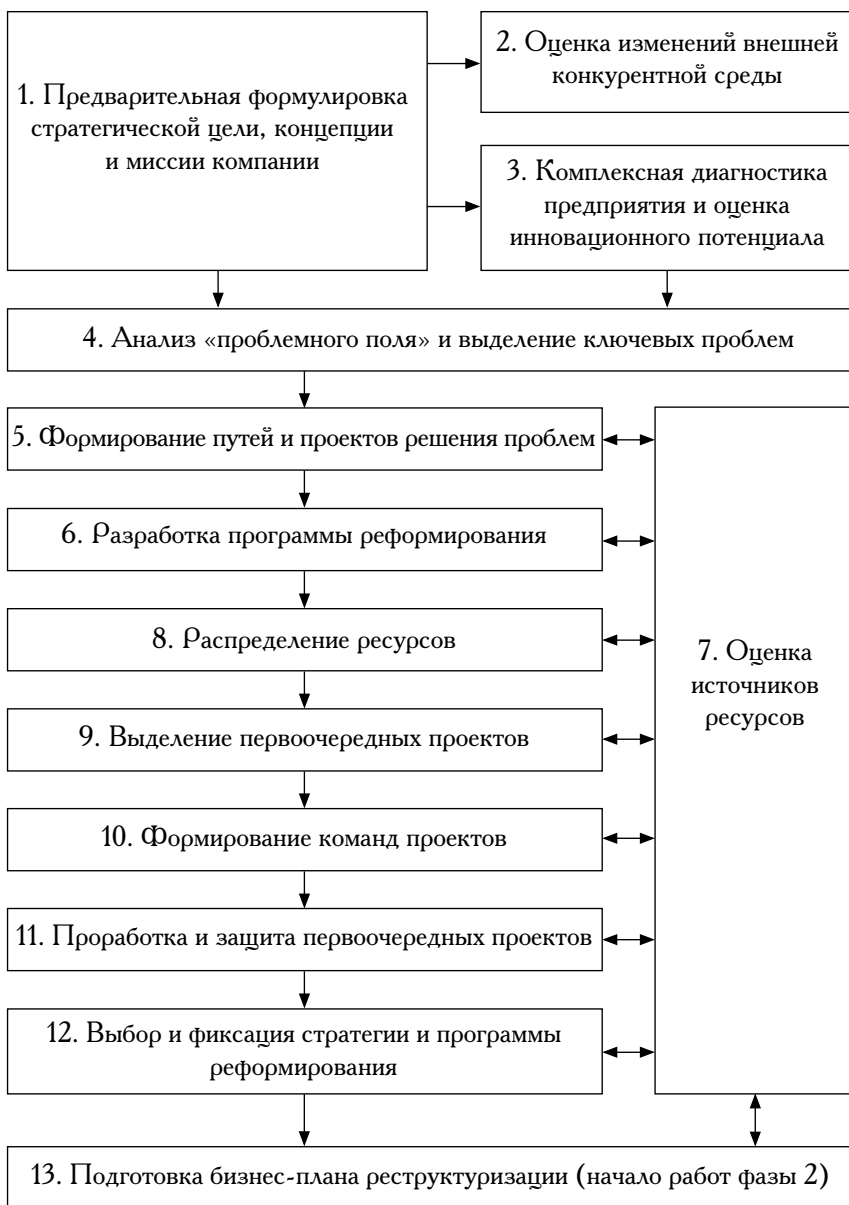 1. Предварительная формулировка
стратегической цели, концепции
и миссии компании
2. Оценка изменений внешней
конкурентной среды
3. Комплексная диагностика
предприятия и оценка
инновационного потенциала
4. Анализ «проблемного поля» и выделение ключевых проблем
5. Формирование путей и проектов решения проблем
6. Разработка программы реформирования
8. Распределение ресурсов
7. Оценка
источников
ресурсов
9. Выделение первоочередных проектов
10. Формирование команд проектов
11. Проработка и защита первоочередных проектов
12. Выбор и фиксация стратегии и программы
реформирования
13. Подготовка бизнес-плана реструктуризации (начало работ фазы 2)